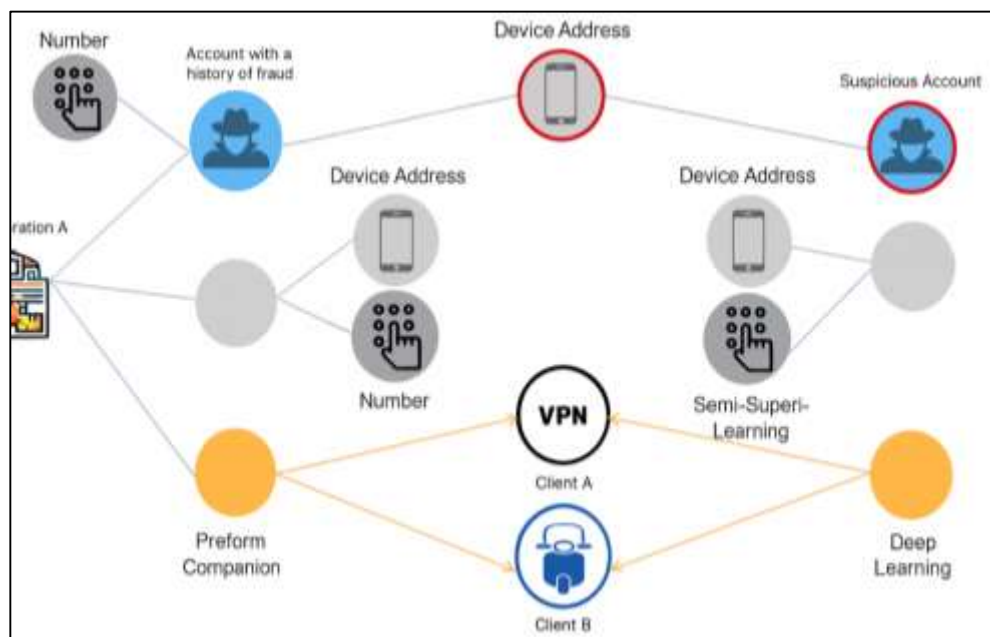 Number
Account with a
history of fraud
Device Address
Suspicious Account
Device Address
Device Address
ration A
Number
VPN
Semi-Superi-
Learning
Client A
Preform
Companion
Deep
Learning
Client B